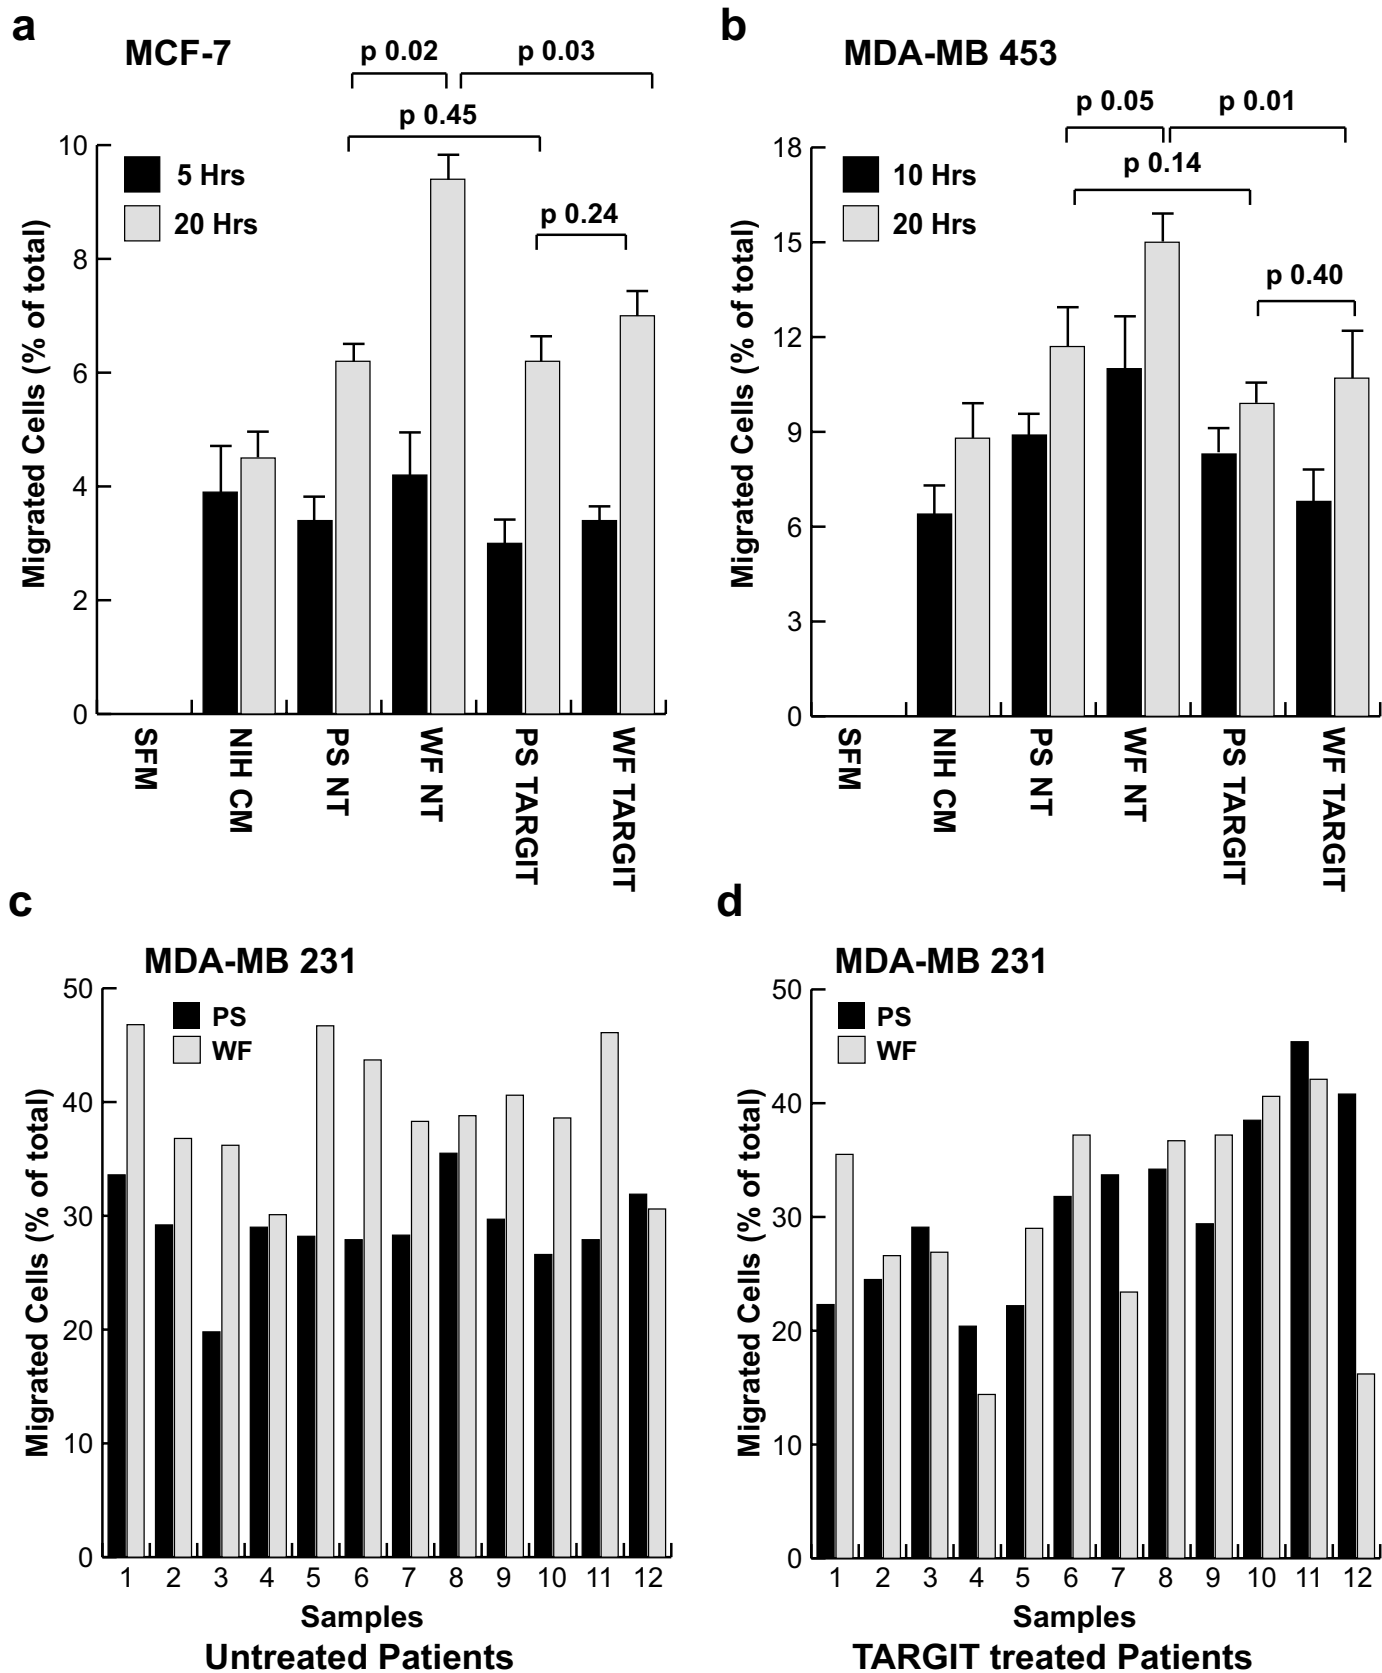 a
MCF-7
p 0.02
p 0.03
p 0.45
p 0.24
5 Hrs
20 Hrs
Migrated Cells (% of total)
10
8
6
4
2
0
SFM
NIH CM
PS NT
WF NT
PS TARGIT
WF TARGIT
b
MDA-MB 453
p 0.05
p 0.01
p 0.14
p 0.40
10 Hrs
20 Hrs
Migrated Cells (% of total)
18
15
12
9
6
3
0
SFM
NIH CM
PS NT
WF NT
PS TARGIT
WF TARGIT
c
MDA-MB 231
PS
WF
Migrated Cells (% of total)
50
40
30
20
10
0
1 2 3 4 5 6 7 8 9 10 11 12
Samples
Untreated Patients
d
MDA-MB 231
PS
WF
Migrated Cells (% of total)
50
40
30
20
10
0
1 2 3 4 5 6 7 8 9 10 11 12
Samples
TARGIT treated Patients